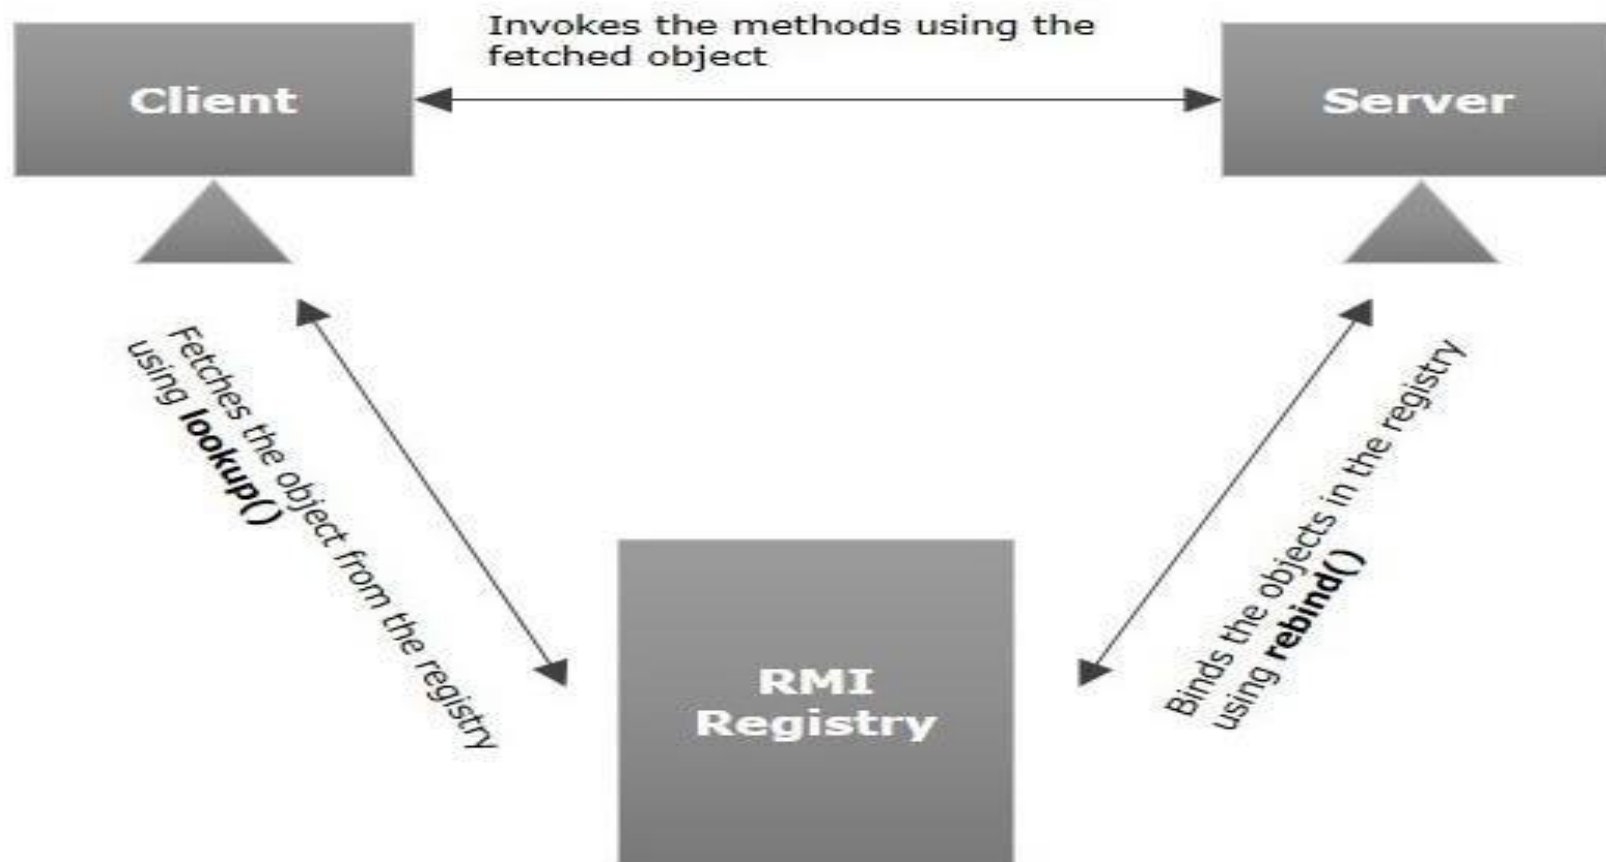 Invokes the methods using the
fetched object
Client
Server
Fetches the object from the registry
using lookup()
Binds the objects in the registry
using rebind()
RMI
Registry